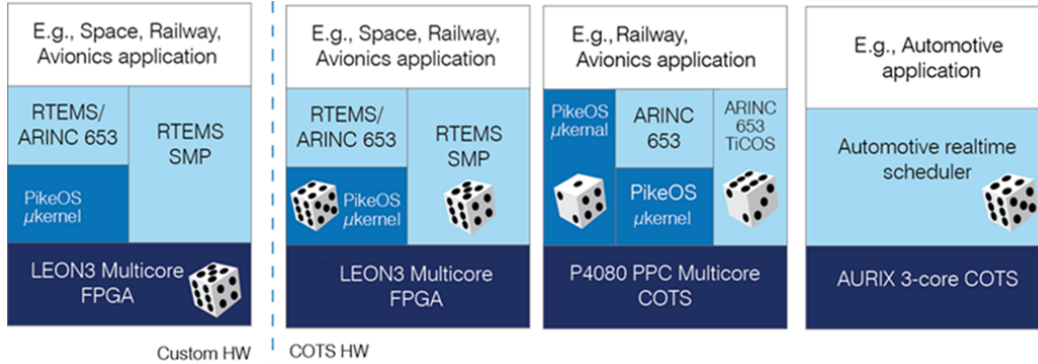 E.g., Space, Railway,
Avionics application
RTEMS/
ARINC 653
RTEMS
SMP
PikeOS
μkernel
LEON3 Multicore
FPGA
Custom HW
E.g., Space, Railway,
Avionics application
RTEMS/
ARINC 653
RTEMS
SMP
PikeOS
μkernel
LEON3 Multicore
FPGA
COTS HW
E.g., Railway,
Avionics application
PikeOS
μkernal
ARINC
653
ARINC
653
TiCOS
PikeOS
μkernel
P4080 PPC Multicore
COTS
E.g., Automotive
application
Automotive realtime
scheduler
AURIX 3-core COTS